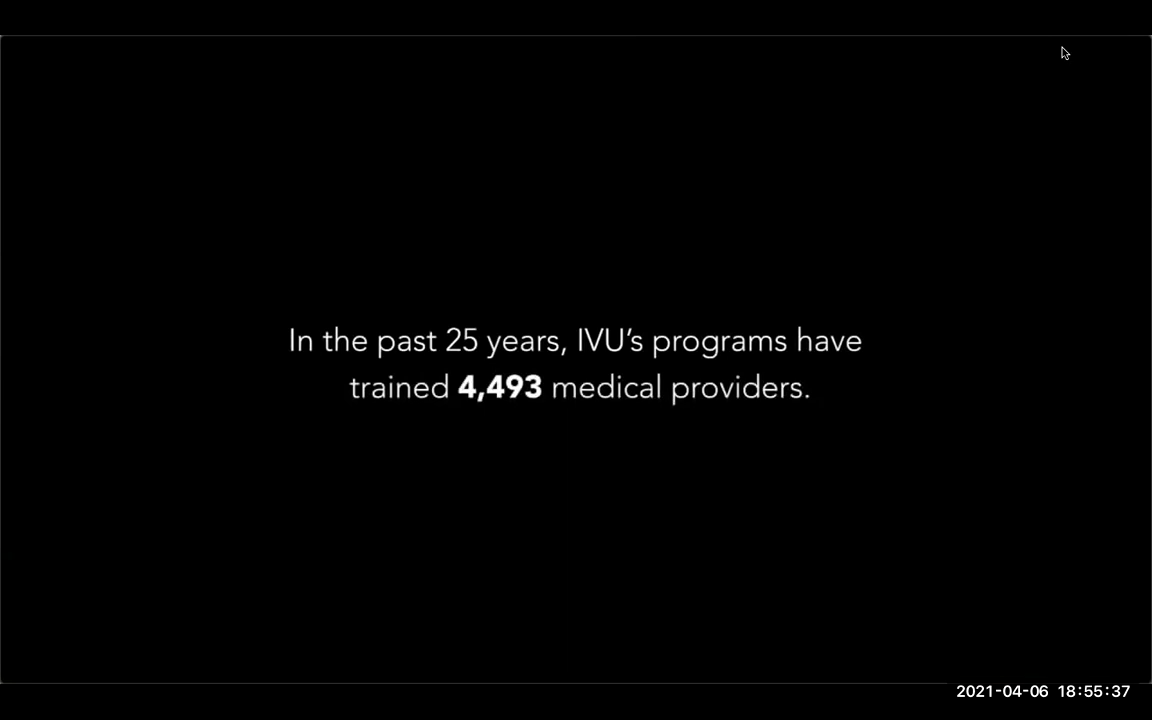 In the past 25 years, IVU’s programs have
trained 4,493 medical providers.
2021-04-06 18:55:37